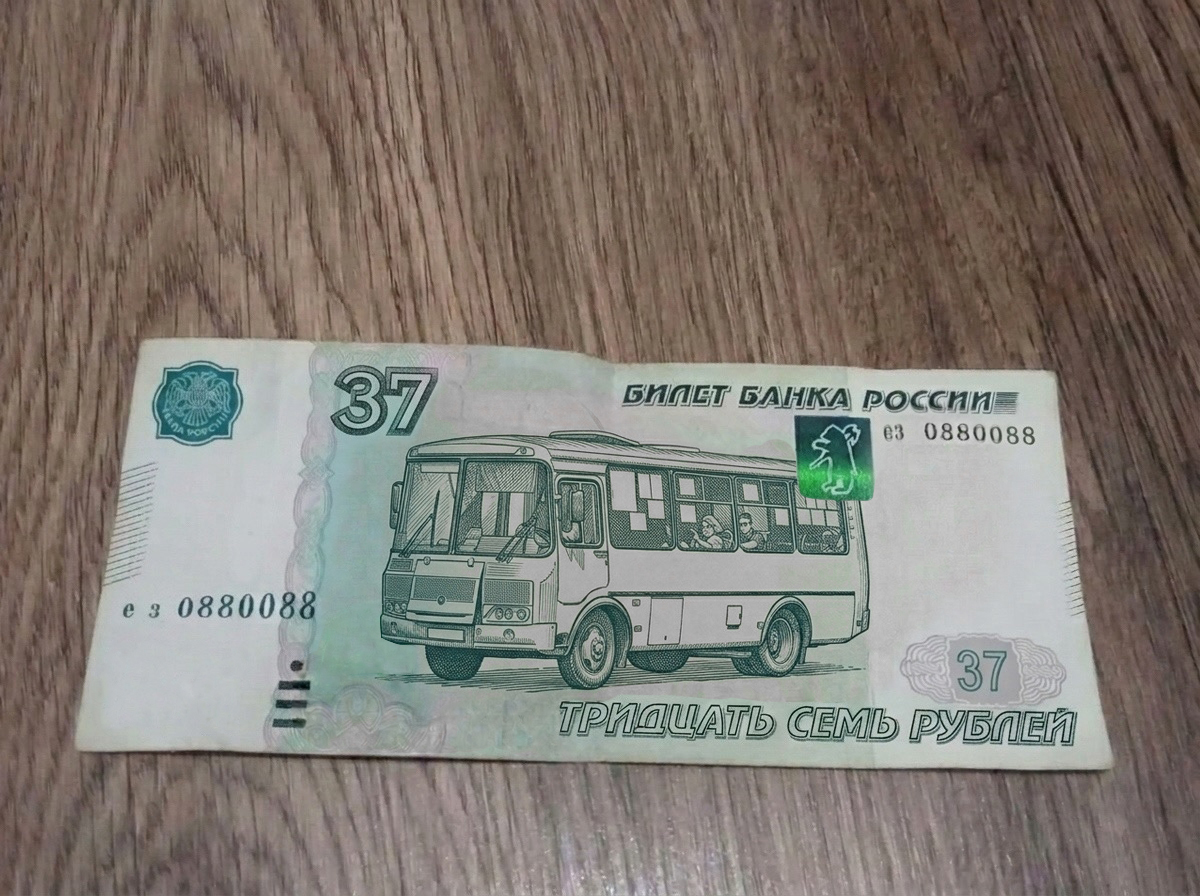 37
БИЛЕТ БАНКА РОССИИ
ез 0880088
е з 0880088
37
ТРИДЦАТЬ СЕМЬ РУБЛЕЙ